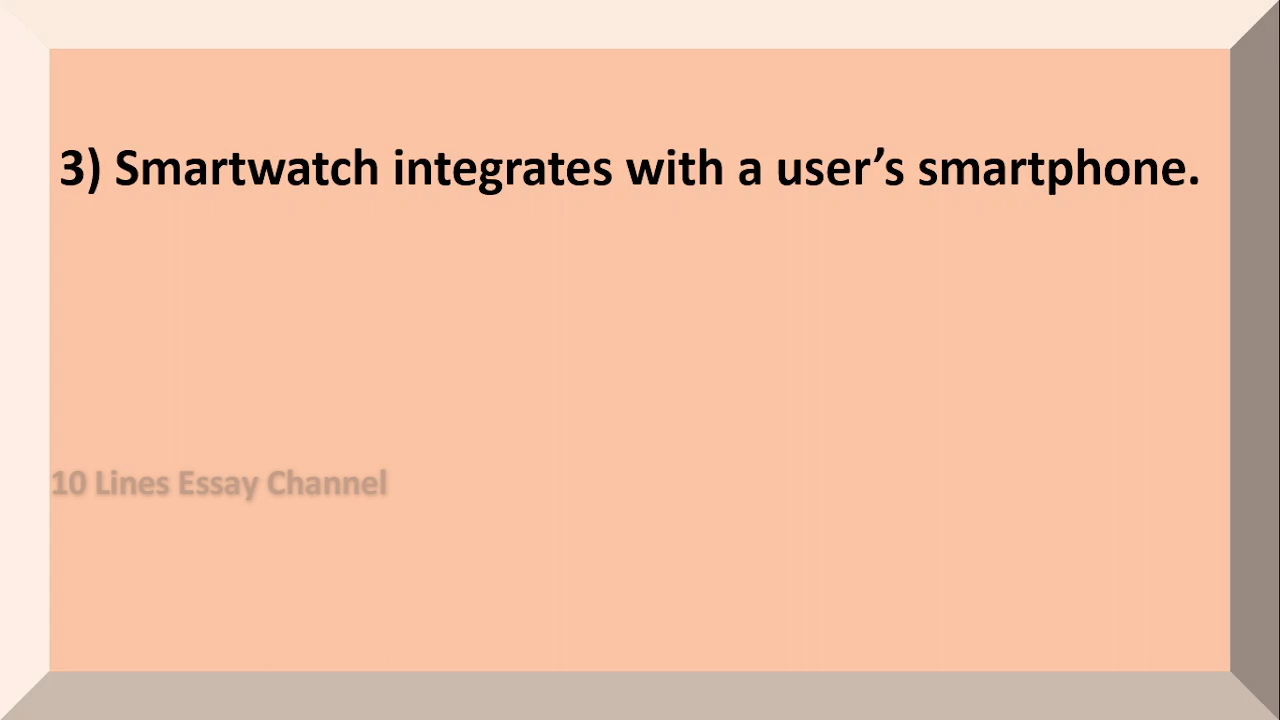 3) Smartwatch integrates with a user’s smartphone.
10 Lines Essay Channel